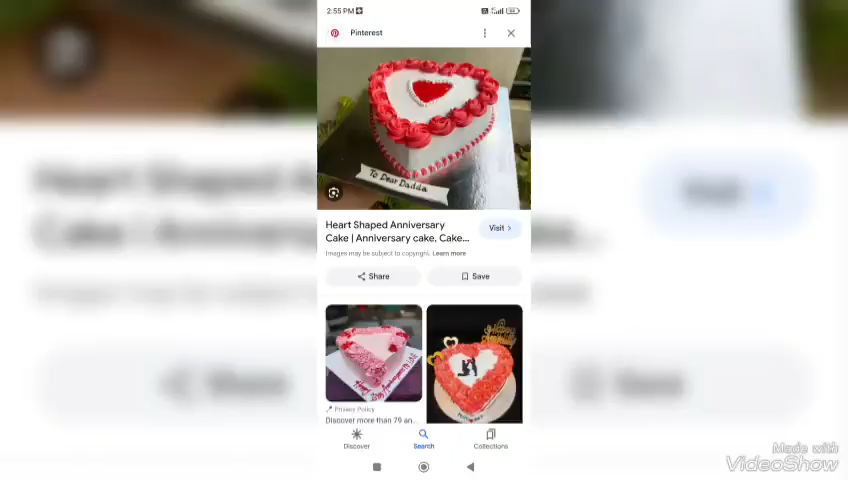 2:55 PM
Pinterest
To Dear Dadda
Heart Shaped Anniversary
Cake | Anniversary cake, Cake...
Visit
Images may be subject to copyright. Learn more
Share
Save
Privacy Policy
Discover more than 79 an...
Discover
Search
Collections
Made with
VideoShow